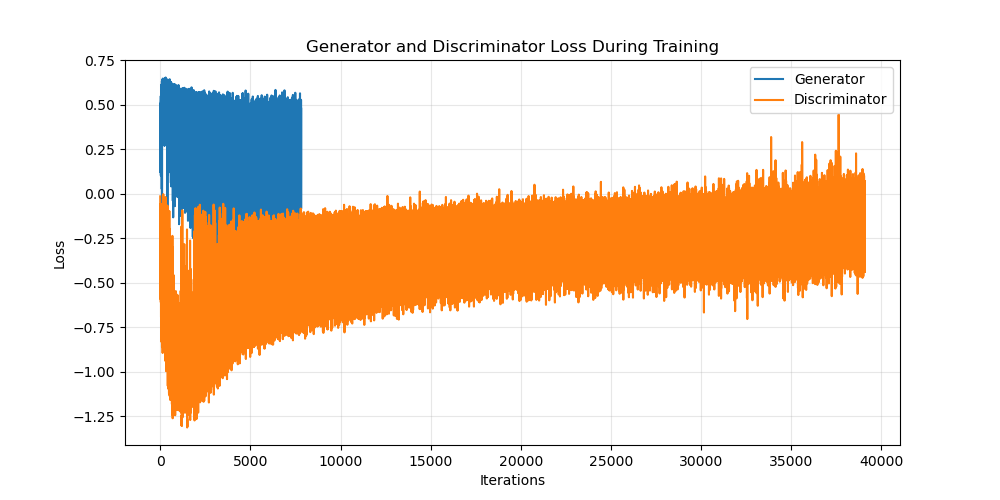 Generator and Discriminator Loss During Training
Generator
Discriminator
Loss
0.75
0.50
0.25
0.00
−0.25
−0.50
−0.75
−1.00
−1.25
0 5000 10000 15000 20000 25000 30000 35000 40000
Iterations